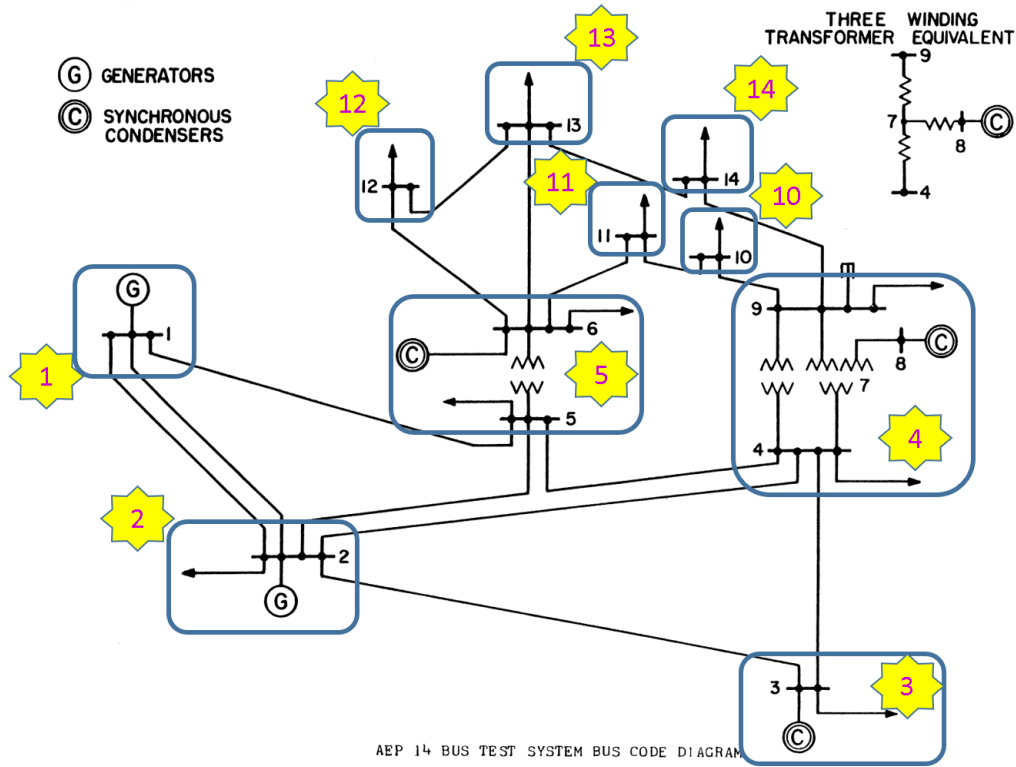 THREE WINDING
TRANSFORMER EQUIVALENT
G GENERATORS
C SYNCHRONOUS
CONDENSERS
9
7
C
8
4
13
13
12
12
14
14
11
11
10
10
G
1
1
6
C
5
5
9
C
8
7
4
4
2
2
G
3
3
C
AEP 14 BUS TEST SYSTEM BUS CODE DIAGRAM